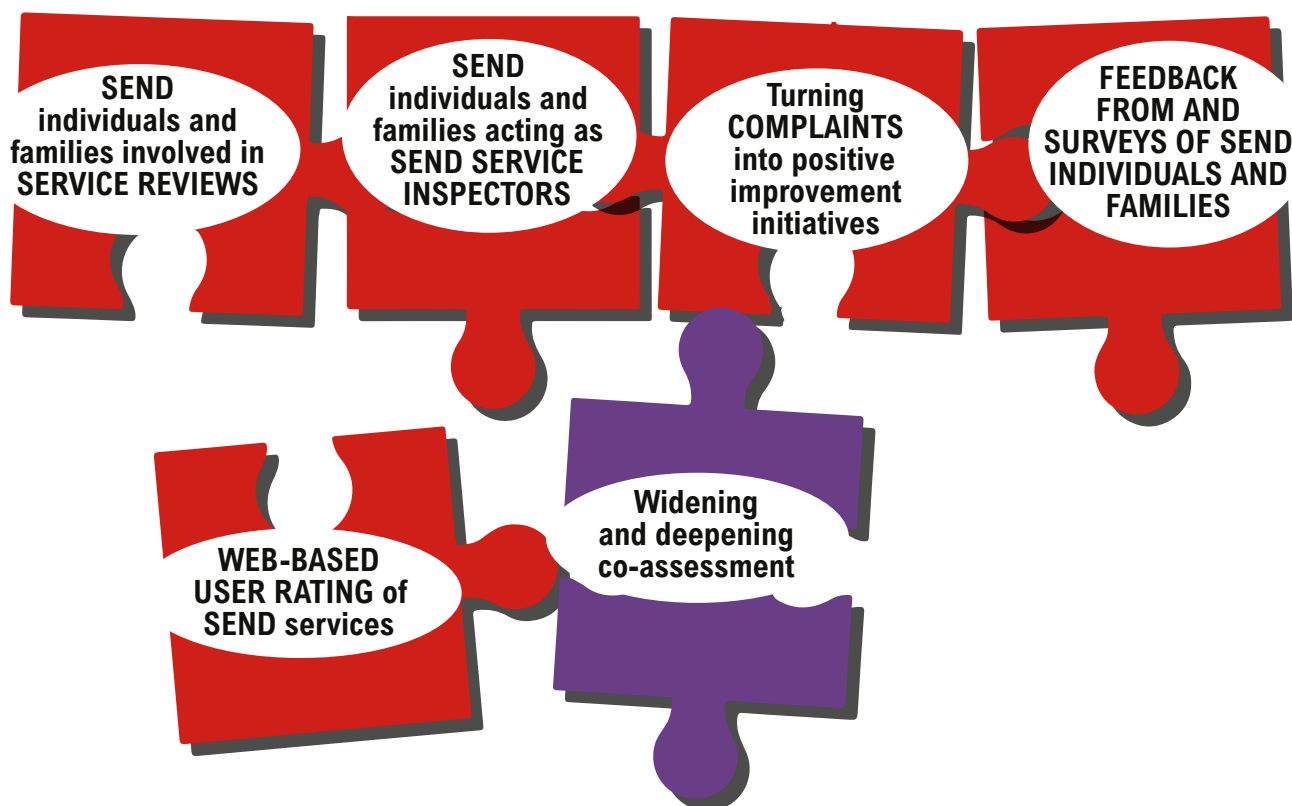 SEND
individuals and
families involved in
SERVICE REVIEWS
SEND
individuals and
families acting as
SEND SERVICE
INSPECTORS
Turning
COMPLAINTS
into positive
improvement
initiatives
FEEDBACK
FROM AND
SURVEYS OF SEND
INDIVIDUALS AND
FAMILIES
WEB-BASED
USER RATING of
SEND services
Widening
and deepening
co-assessment